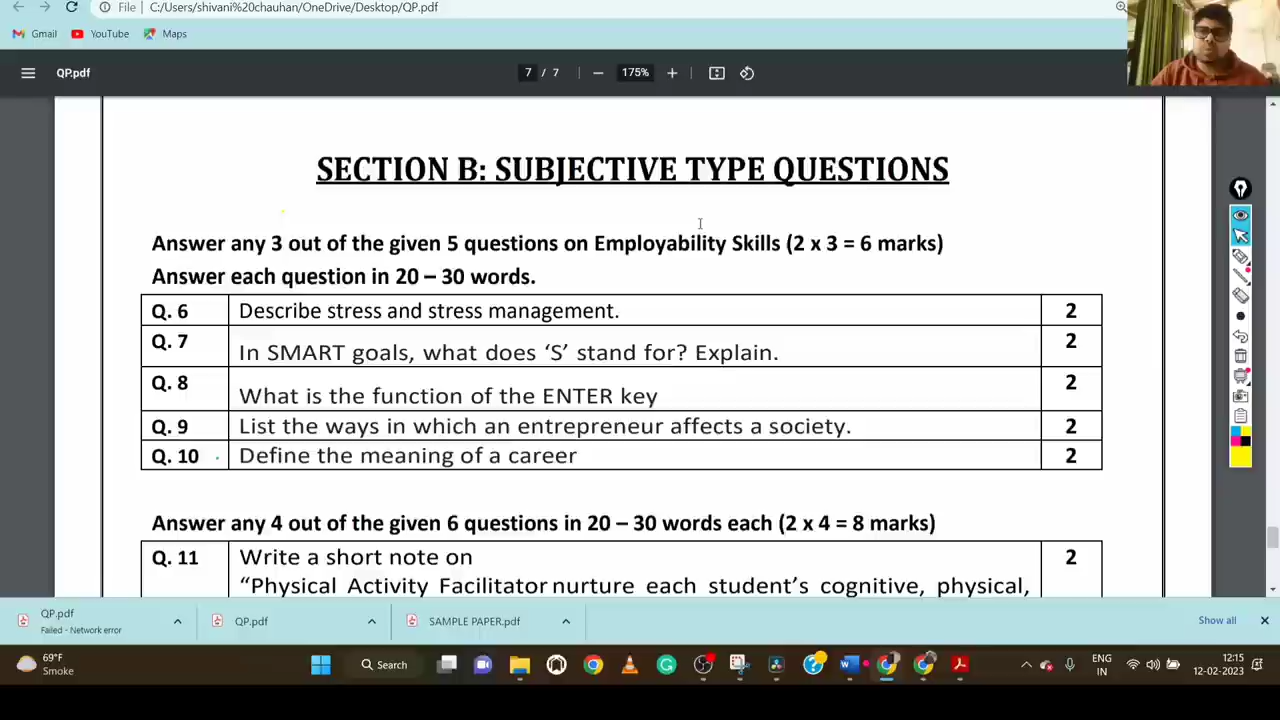 File C:/Users/shivani%20chauhan/OneDrive/Desktop/QP.pdf
Gmail YouTube Maps
QP.pdf 7 / 7 175%
SECTION B: SUBJECTIVE TYPE QUESTIONS
Answer any 3 out of the given 5 questions on Employability Skills (2 x 3 = 6 marks)
Answer each question in 20 – 30 words.
Q. 6 Describe stress and stress management. 2
Q. 7 In SMART goals, what does ‘S’ stand for? Explain. 2
Q. 8 What is the function of the ENTER key 2
Q. 9 List the ways in which an entrepreneur affects a society. 2
Q. 10 Define the meaning of a career 2
Answer any 4 out of the given 6 questions in 20 – 30 words each (2 x 4 = 8 marks)
Q. 11 Write a short note on 2
“Physical Activity Facilitator nurture each student’s cognitive, physical,
QP.pdf QP.pdf SAMPLE PAPER.pdf Show all
Failed - Network error
69°F Search ENG 12:15
Smoke IN 12-02-2023